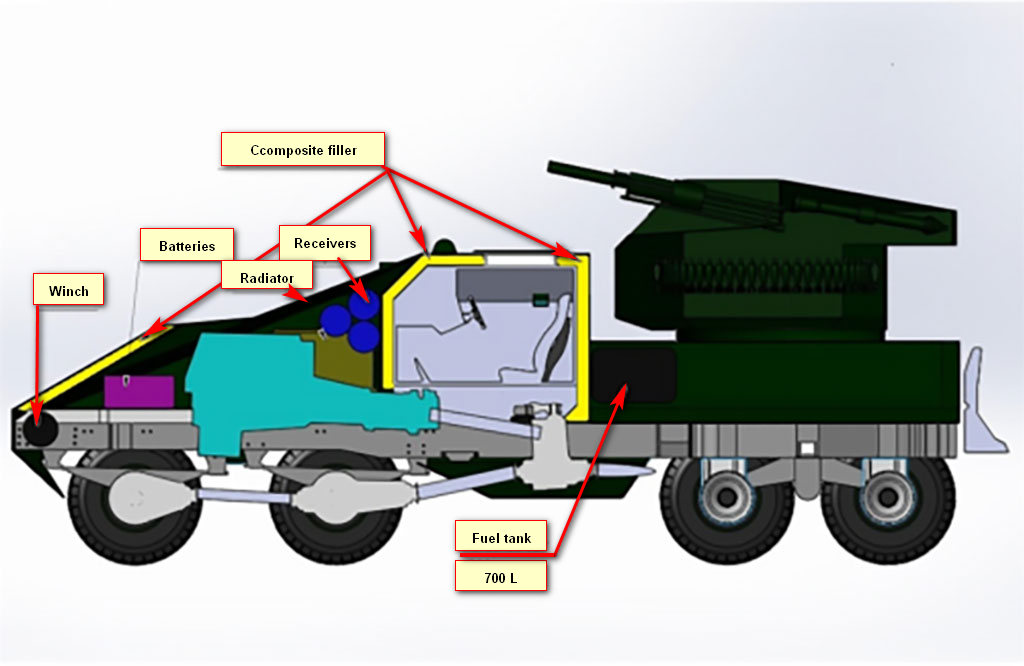 Ccomposite filler
Batteries
Receivers
Radiator
Winch
Fuel tank
700 L